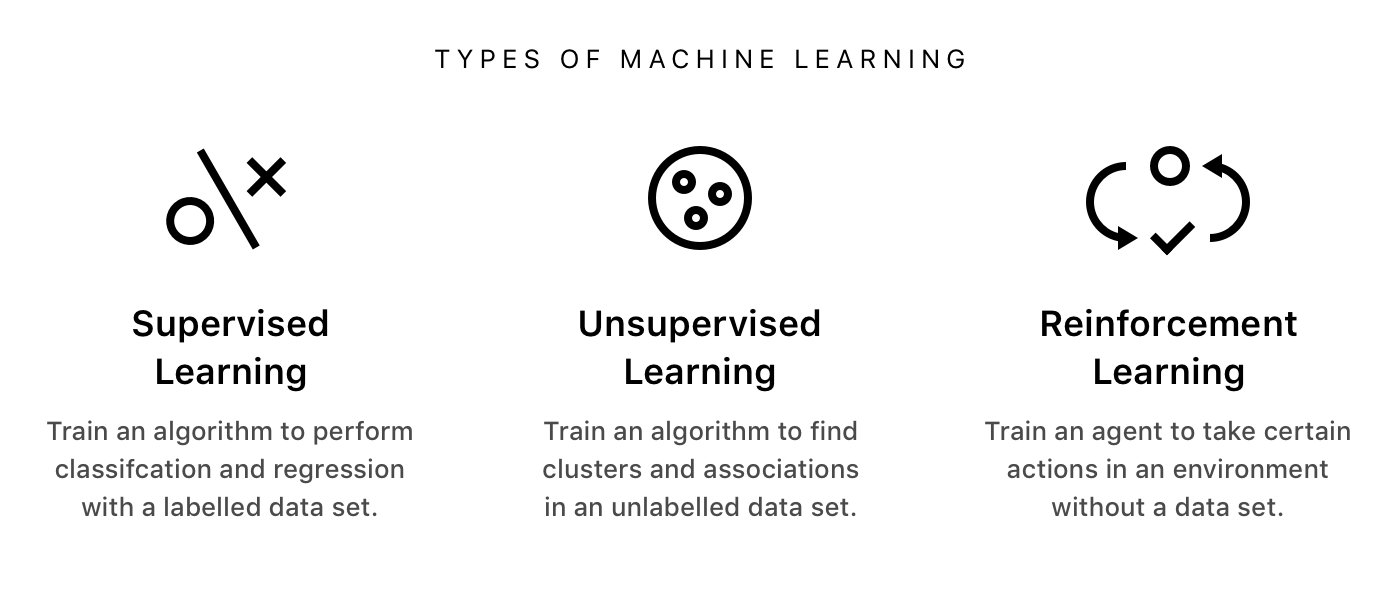 TYPES OF MACHINE LEARNING
Supervised
Learning
Train an algorithm to perform
classifcation and regression
with a labelled data set.
Unsupervised
Learning
Train an algorithm to find
clusters and associations
in an unlabelled data set.
Reinforcement
Learning
Train an agent to take certain
actions in an environment
without a data set.